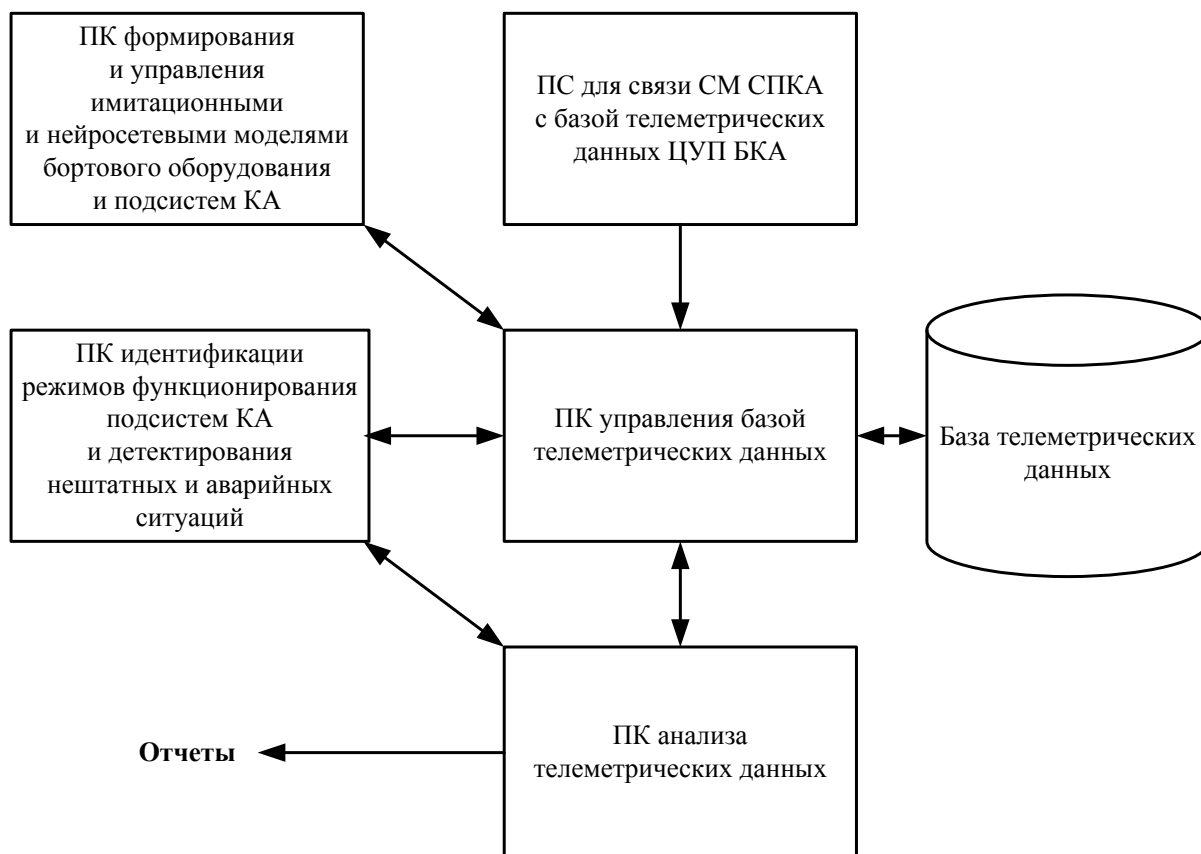 ПК формирования
и управления
имитационными
и нейросетевыми моделями
бортового оборудования
и подсистем КА
ПС для связи СМ СПКА
с базой телеметрических
данных ЦУП БКА
ПК идентификации
режимов функционирования
подсистем КА
и детектирования
нештатных и аварийных
ситуаций
ПК управления базой
телеметрических данных
База телеметрических
данных
Отчеты
ПК анализа
телеметрических данных